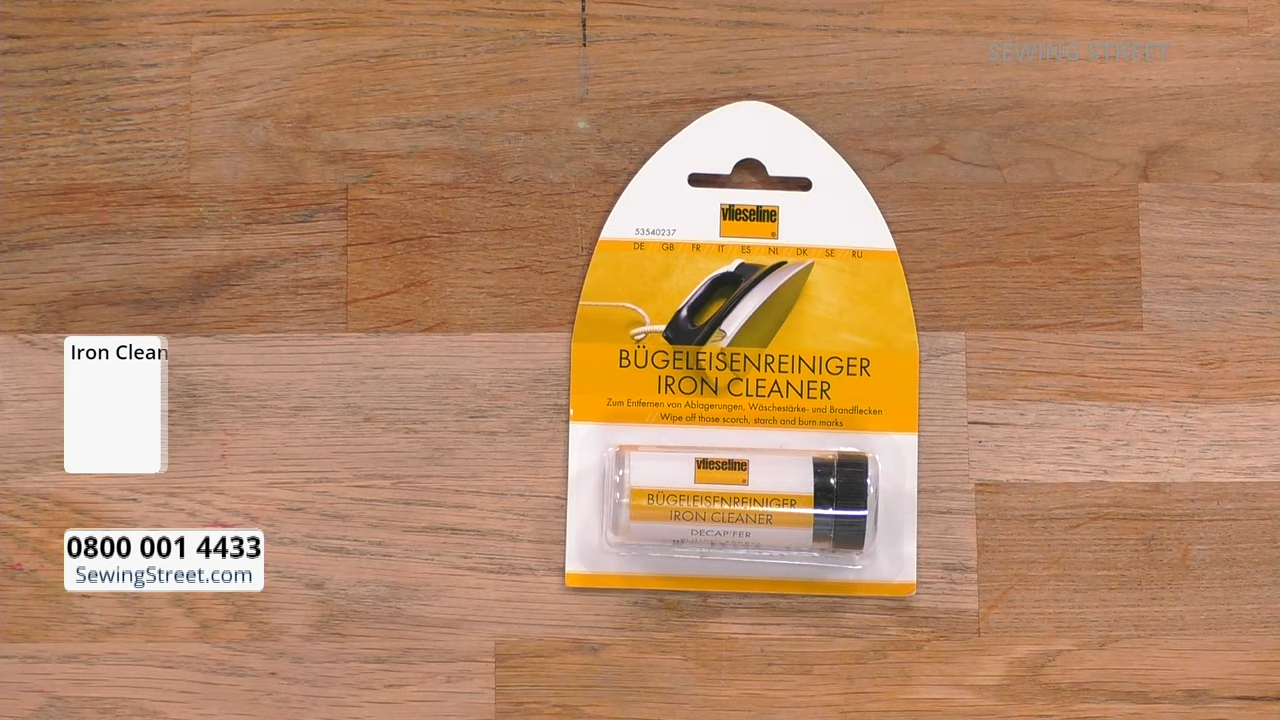 SEWING STREET
vlieseline
53540237
DE GB FR IT ES NL DK SE RU
BÜGELEISENREINIGER
IRON CLEANER
Zum Entfernen von Ablagerungen, Wäschestärke- und Brandflecken
Wipe off those scorch, starch and burn marks
vlieseline
BÜGELEISENREINIGER
IRON CLEANER
DECAP'FER
Iron Clean
0800 001 4433
SewingStreet.com